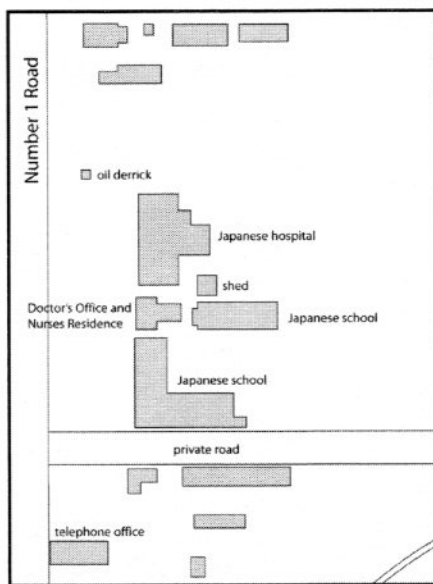 Number 1 Road
oil derrick
Japanese hospital
shed
Doctor's Office and
Nurses Residence
Japanese school
Japanese school
private road
telephone office